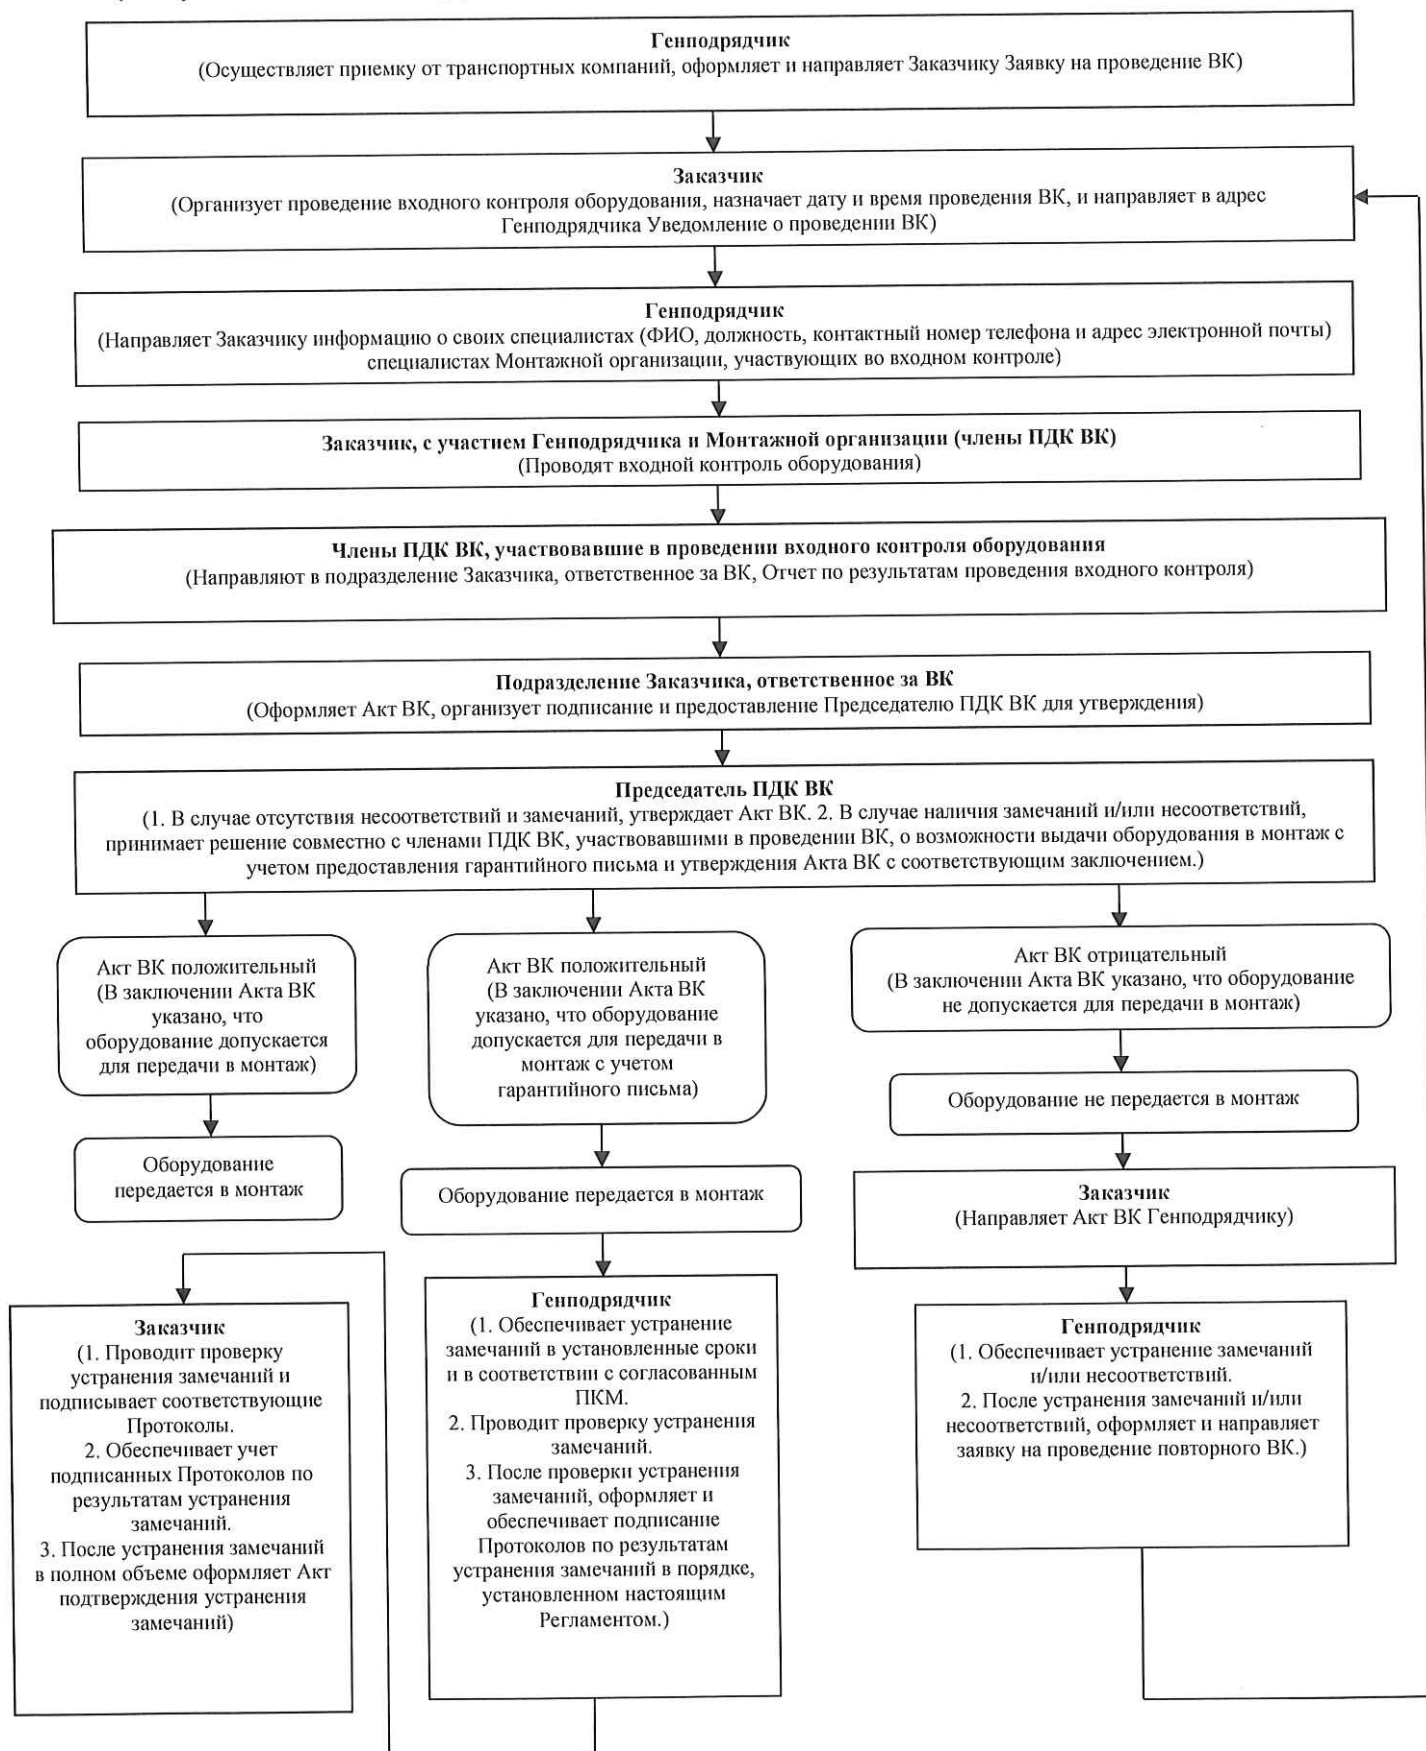 Генподрядчик
(Осуществляет приемку от транспортных компаний, оформляет и направляет Заказчику Заявку на проведение ВК)
Заказчик
(Организует проведение входного контроля оборудования, назначает дату и время проведения ВК, и направляет в адрес
Генподрядчика Уведомление о проведении ВК)
Генподрядчик
(Направляет Заказчику информацию о своих специалистах (ФИО, должность, контактный номер телефона и адрес электронной почты)
специалистах Монтажной организации, участвующих во входном контроле)
Заказчик, с участием Генподрядчика и Монтажной организации (члены ПДК ВК)
(Проводят входной контроль оборудования)
Члены ПДК ВК, участвовавшие в проведении входного контроля оборудования
(Направляют в подразделение Заказчика, ответственное за ВК, Отчет по результатам проведения входного контроля)
Подразделение Заказчика, ответственное за ВК
(Оформляет Акт ВК, организует подписание и предоставление Председателю ПДК ВК для утверждения)
Председатель ПДК ВК
(1. В случае отсутствия несоответствий и замечаний, утверждает Акт ВК. 2. В случае наличия замечаний и/или несоответствий,
принимает решение совместно с членами ПДК ВК, участвовавшими в проведении ВК, о возможности выдачи оборудования в монтаж с
учетом предоставления гарантийного письма и утверждения Акта ВК с соответствующим заключением.)
Акт ВК положительный
(В заключении Акта ВК
указано, что
оборудование допускается
для передачи в монтаж)
Оборудование
передается в монтаж
Акт ВК положительный
(В заключении Акта ВК
указано, что оборудование
допускается для передачи в
монтаж с учетом
гарантийного письма)
Оборудование передается в монтаж
Акт ВК отрицательный
(В заключении Акта ВК указано, что оборудование
не допускается для передачи в монтаж)
Оборудование не передается в монтаж
Заказчик
(Направляет Акт ВК Генподрядчику)
Заказчик
(1. Проводит проверку
устранения замечаний и
подписывает соответствующие
Протоколы.
2. Обеспечивает учет
подписанных Протоколов по
результатам устранения
замечаний.
3. После устранения замечаний
в полном объеме оформляет Акт
подтверждения устранения
замечаний)
Генподрядчик
(1. Обеспечивает устранение
замечаний в установленные сроки
и в соответствии с согласованным
ПКМ.
2. Проводит проверку устранения
замечаний.
3. После проверки устранения
замечаний, оформляет и
обеспечивает подписание
Протоколов по результатам
устранения замечаний в порядке,
установленном настоящим
Регламентом.)
Генподрядчик
(1. Обеспечивает устранение замечаний
и/или несоответствий.
2. После устранения замечаний и/или
несоответствий, оформляет и направляет
заявку на проведение повторного ВК.)